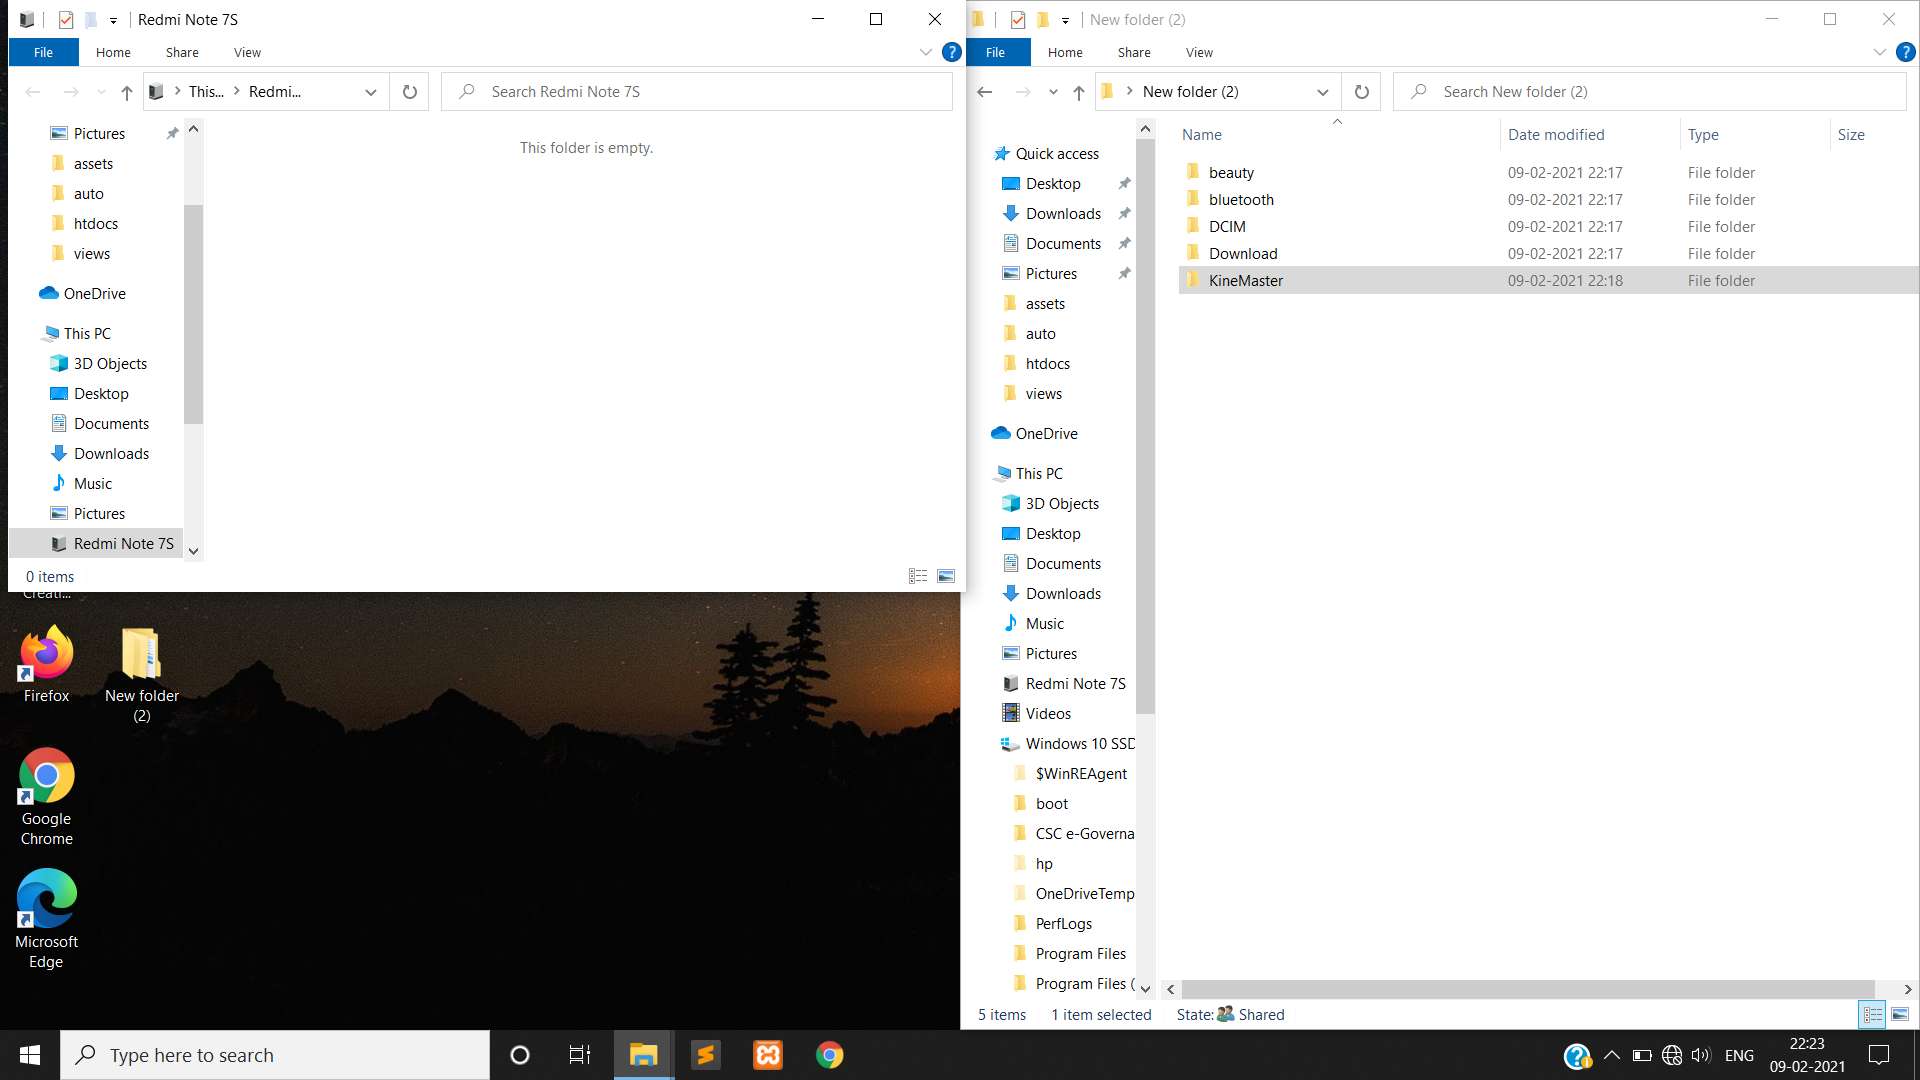 Redmi Note 7S
File
Home
Share
View
?
This...
Redmi...
Search Redmi Note 7S
Pictures
assets
auto
htdocs
views
OneDrive
This PC
3D Objects
Desktop
Documents
Downloads
Music
Pictures
Redmi Note 7S
This folder is empty.
0 items
New folder (2)
File
Home
Share
View
?
New folder (2)
Search New folder (2)
Quick access
Desktop
Downloads
Documents
Pictures
assets
auto
htdocs
views
OneDrive
This PC
3D Objects
Desktop
Documents
Downloads
Music
Pictures
Redmi Note 7S
Videos
Windows 10 SSD
$WinREAgent
boot
CSC e-Governa
hp
OneDriveTemp
PerfLogs
Program Files
Program Files (
Name Date modified Type Size
beauty 09-02-2021 22:17 File folder
bluetooth 09-02-2021 22:17 File folder
DCIM 09-02-2021 22:17 File folder
Download 09-02-2021 22:17 File folder
KineMaster 09-02-2021 22:18 File folder
5 items 1 item selected State: Shared
Creati...
Firefox
New folder
(2)
Google
Chrome
Microsoft
Edge
Type here to search
ENG
22:23
09-02-2021